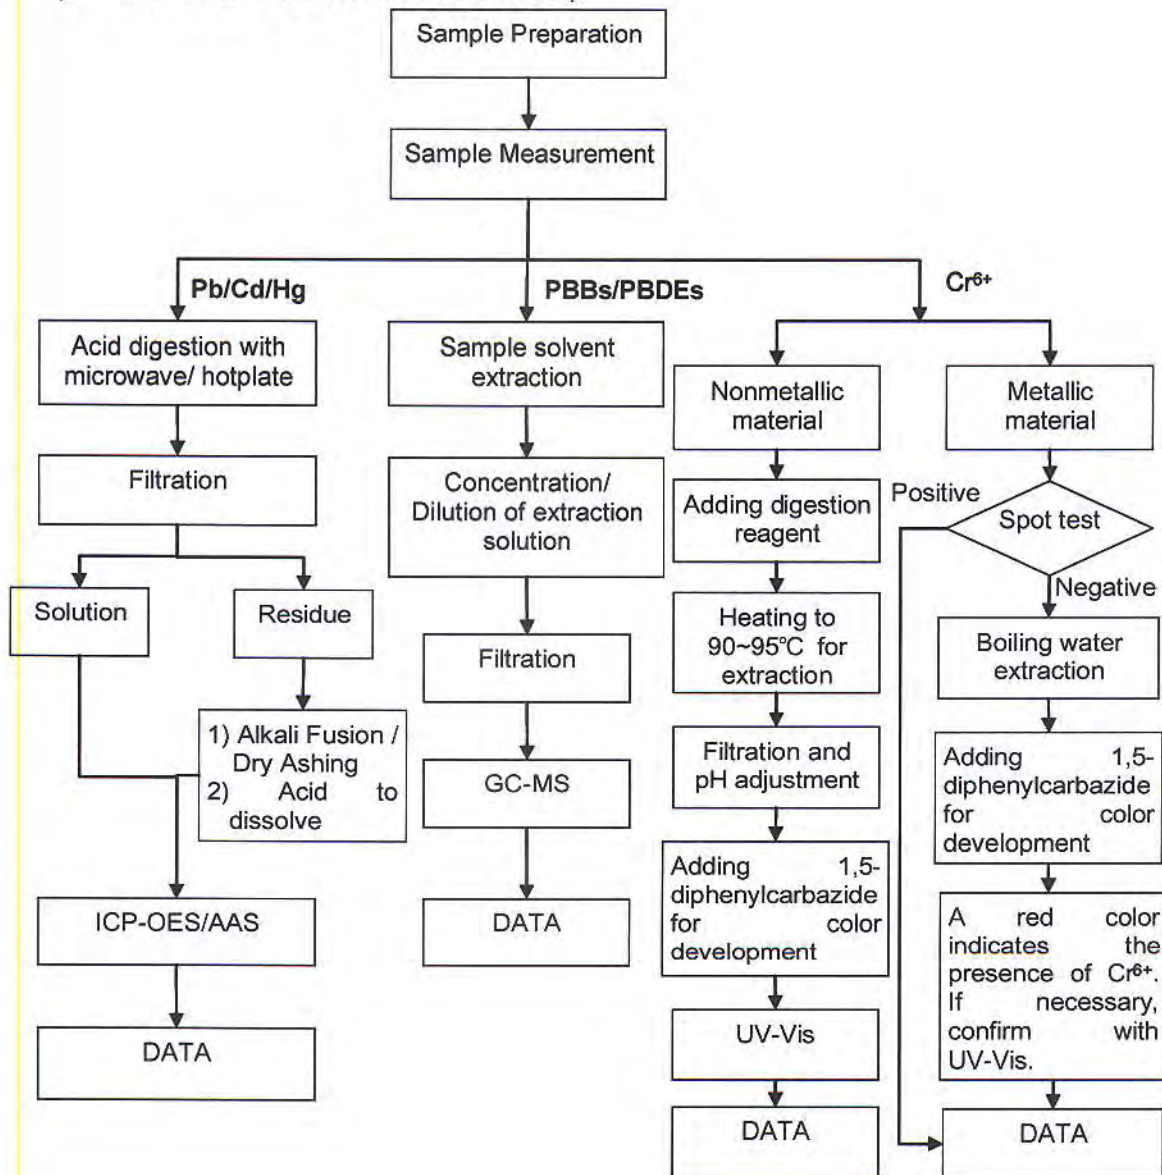 Sample Preparation
Sample Measurement
Pb/Cd/Hg
Acid digestion with
microwave/ hotplate
Filtration
Solution
Residue
1) Alkali Fusion /
Dry Ashing
2) Acid to
dissolve
ICP-OES/AAS
DATA
PBBs/PBDEs
Sample solvent
extraction
Concentration/
Dilution of extraction
solution
Filtration
GC-MS
DATA
Cr6+
Nonmetallic
material
Adding digestion
reagent
Heating to
90~95℃ for
extraction
Filtration and
pH adjustment
Adding 1,5-
diphenylcarbazide
for color
development
UV-Vis
DATA
Metallic
material
Spot test
Positive
Negative
Boiling water
extraction
Adding 1,5-
diphenylcarbazide
for color
development
A red color
indicates the
presence of Cr6+.
If necessary,
confirm with
UV-Vis.
DATA